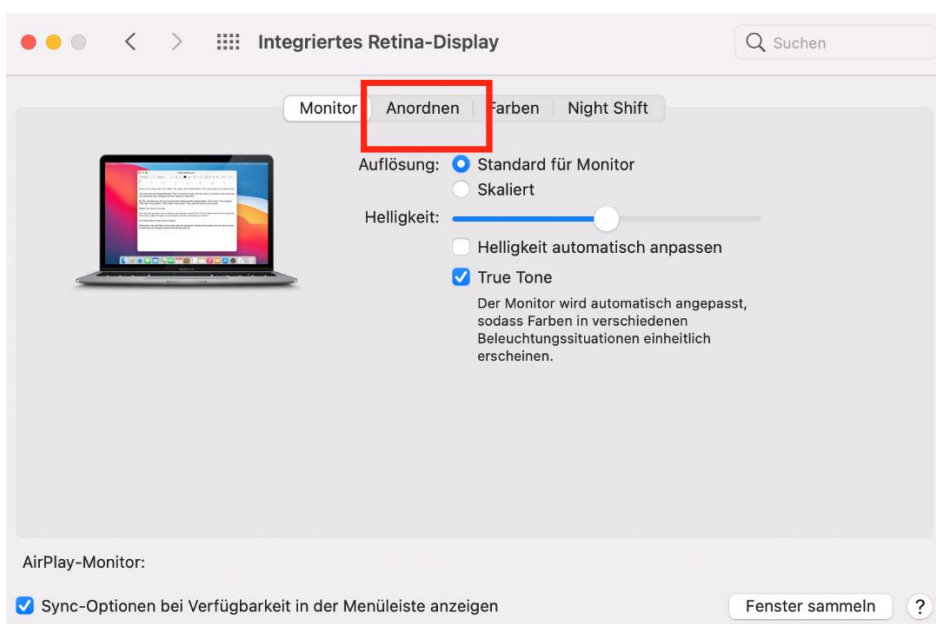 Integriertes Retina-Display
Suchen
Monitor Anordnen Farben Night Shift
Auflösung: Standard für Monitor
Skaliert
Helligkeit:
Helligkeit automatisch anpassen
True Tone
Der Monitor wird automatisch angepasst,
sodass Farben in verschiedenen
Beleuchtungssituationen einheitlich
erscheinen.
AirPlay-Monitor:
Sync-Optionen bei Verfügbarkeit in der Menüleiste anzeigen
Fenster sammeln ?